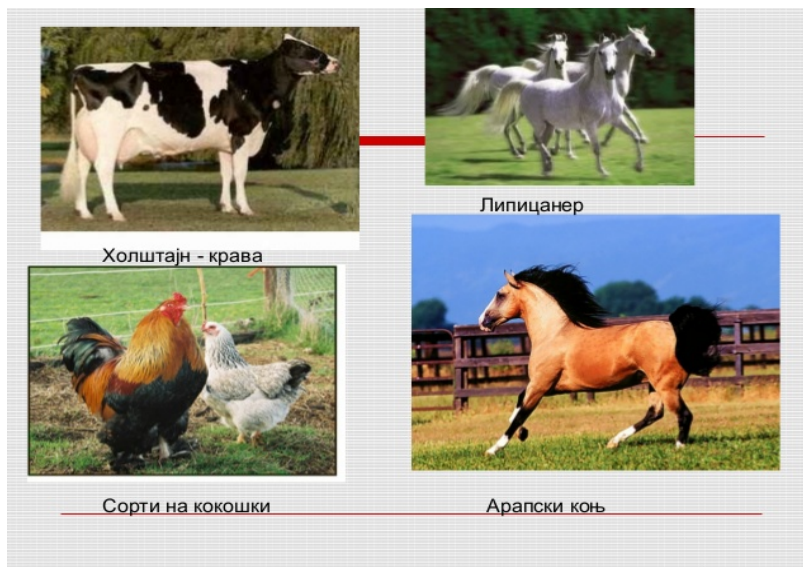 Липицанер
Холштајн - крава
Сорти на кокошки
Арапски коњ